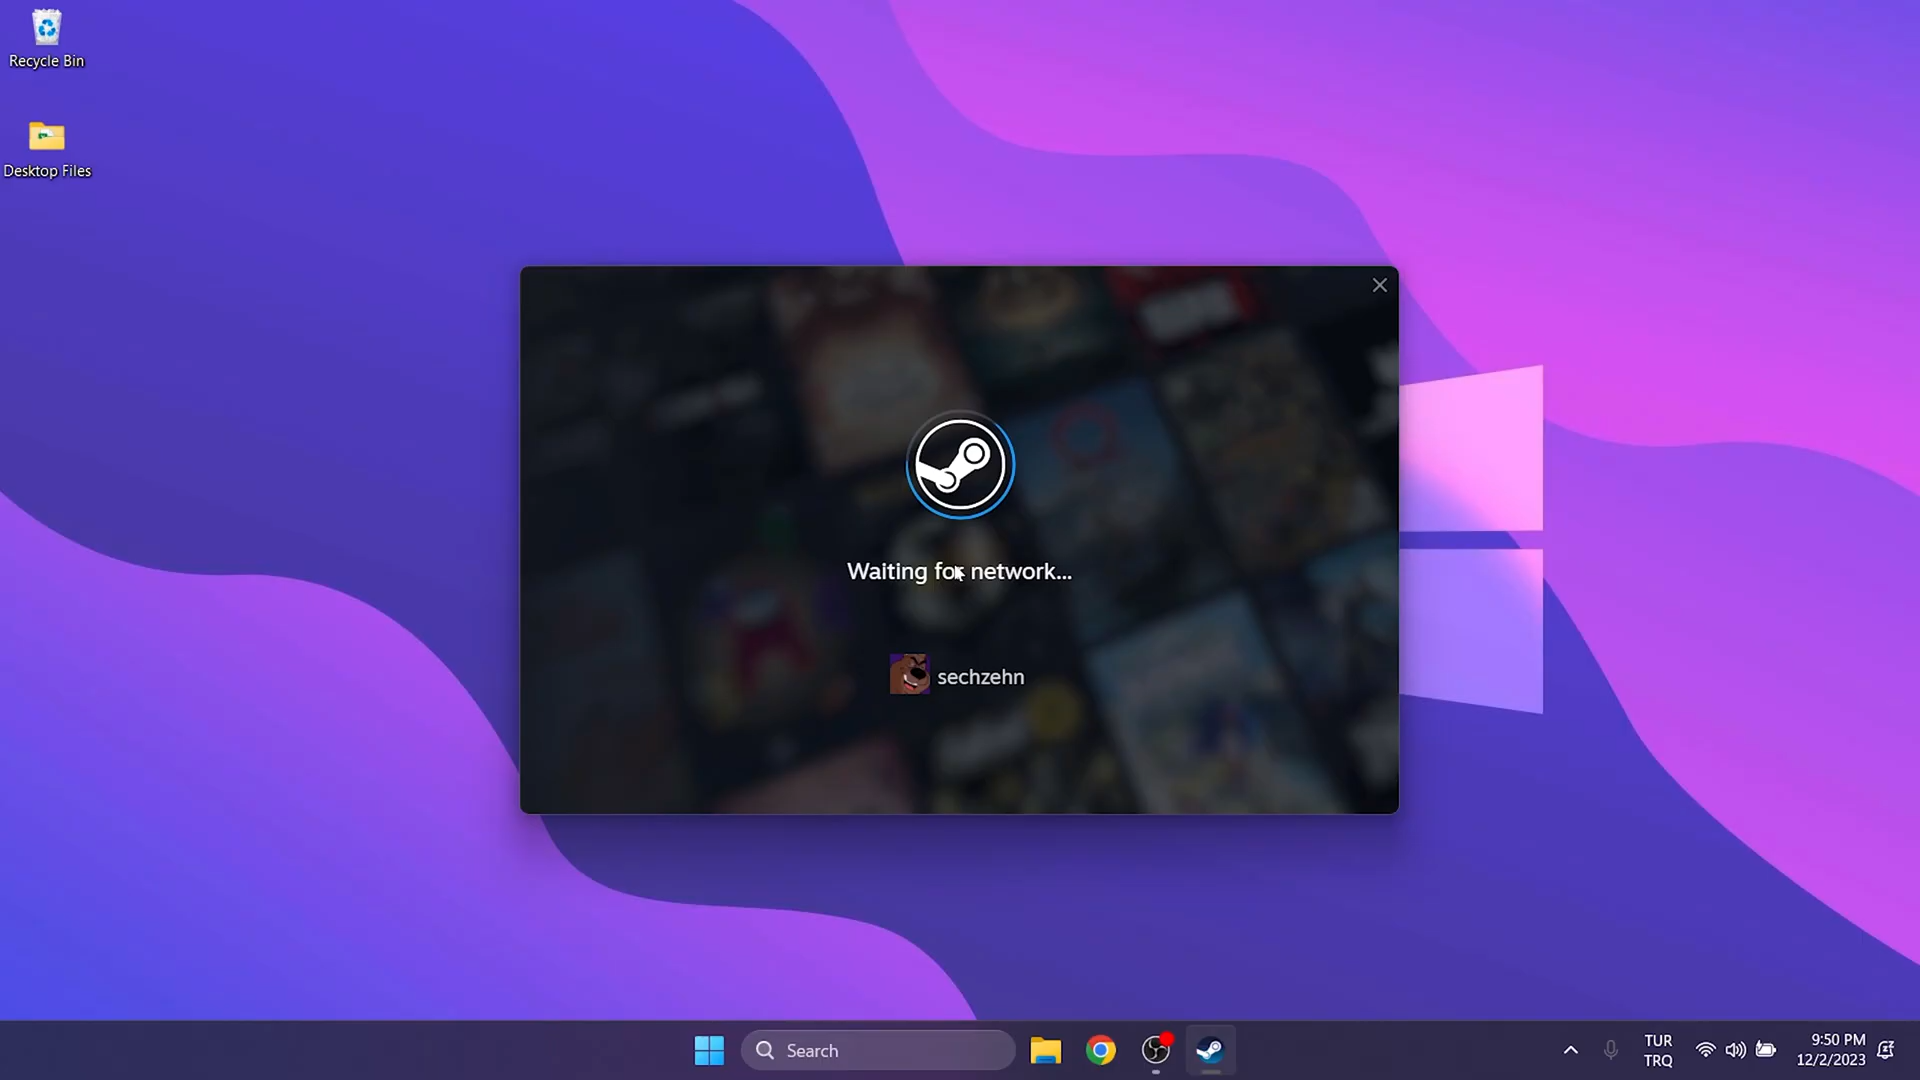 Recycle Bin
Desktop Files
Waiting for network...
sechzehn
Search
TUR
TRQ
9:50 PM
12/2/2023